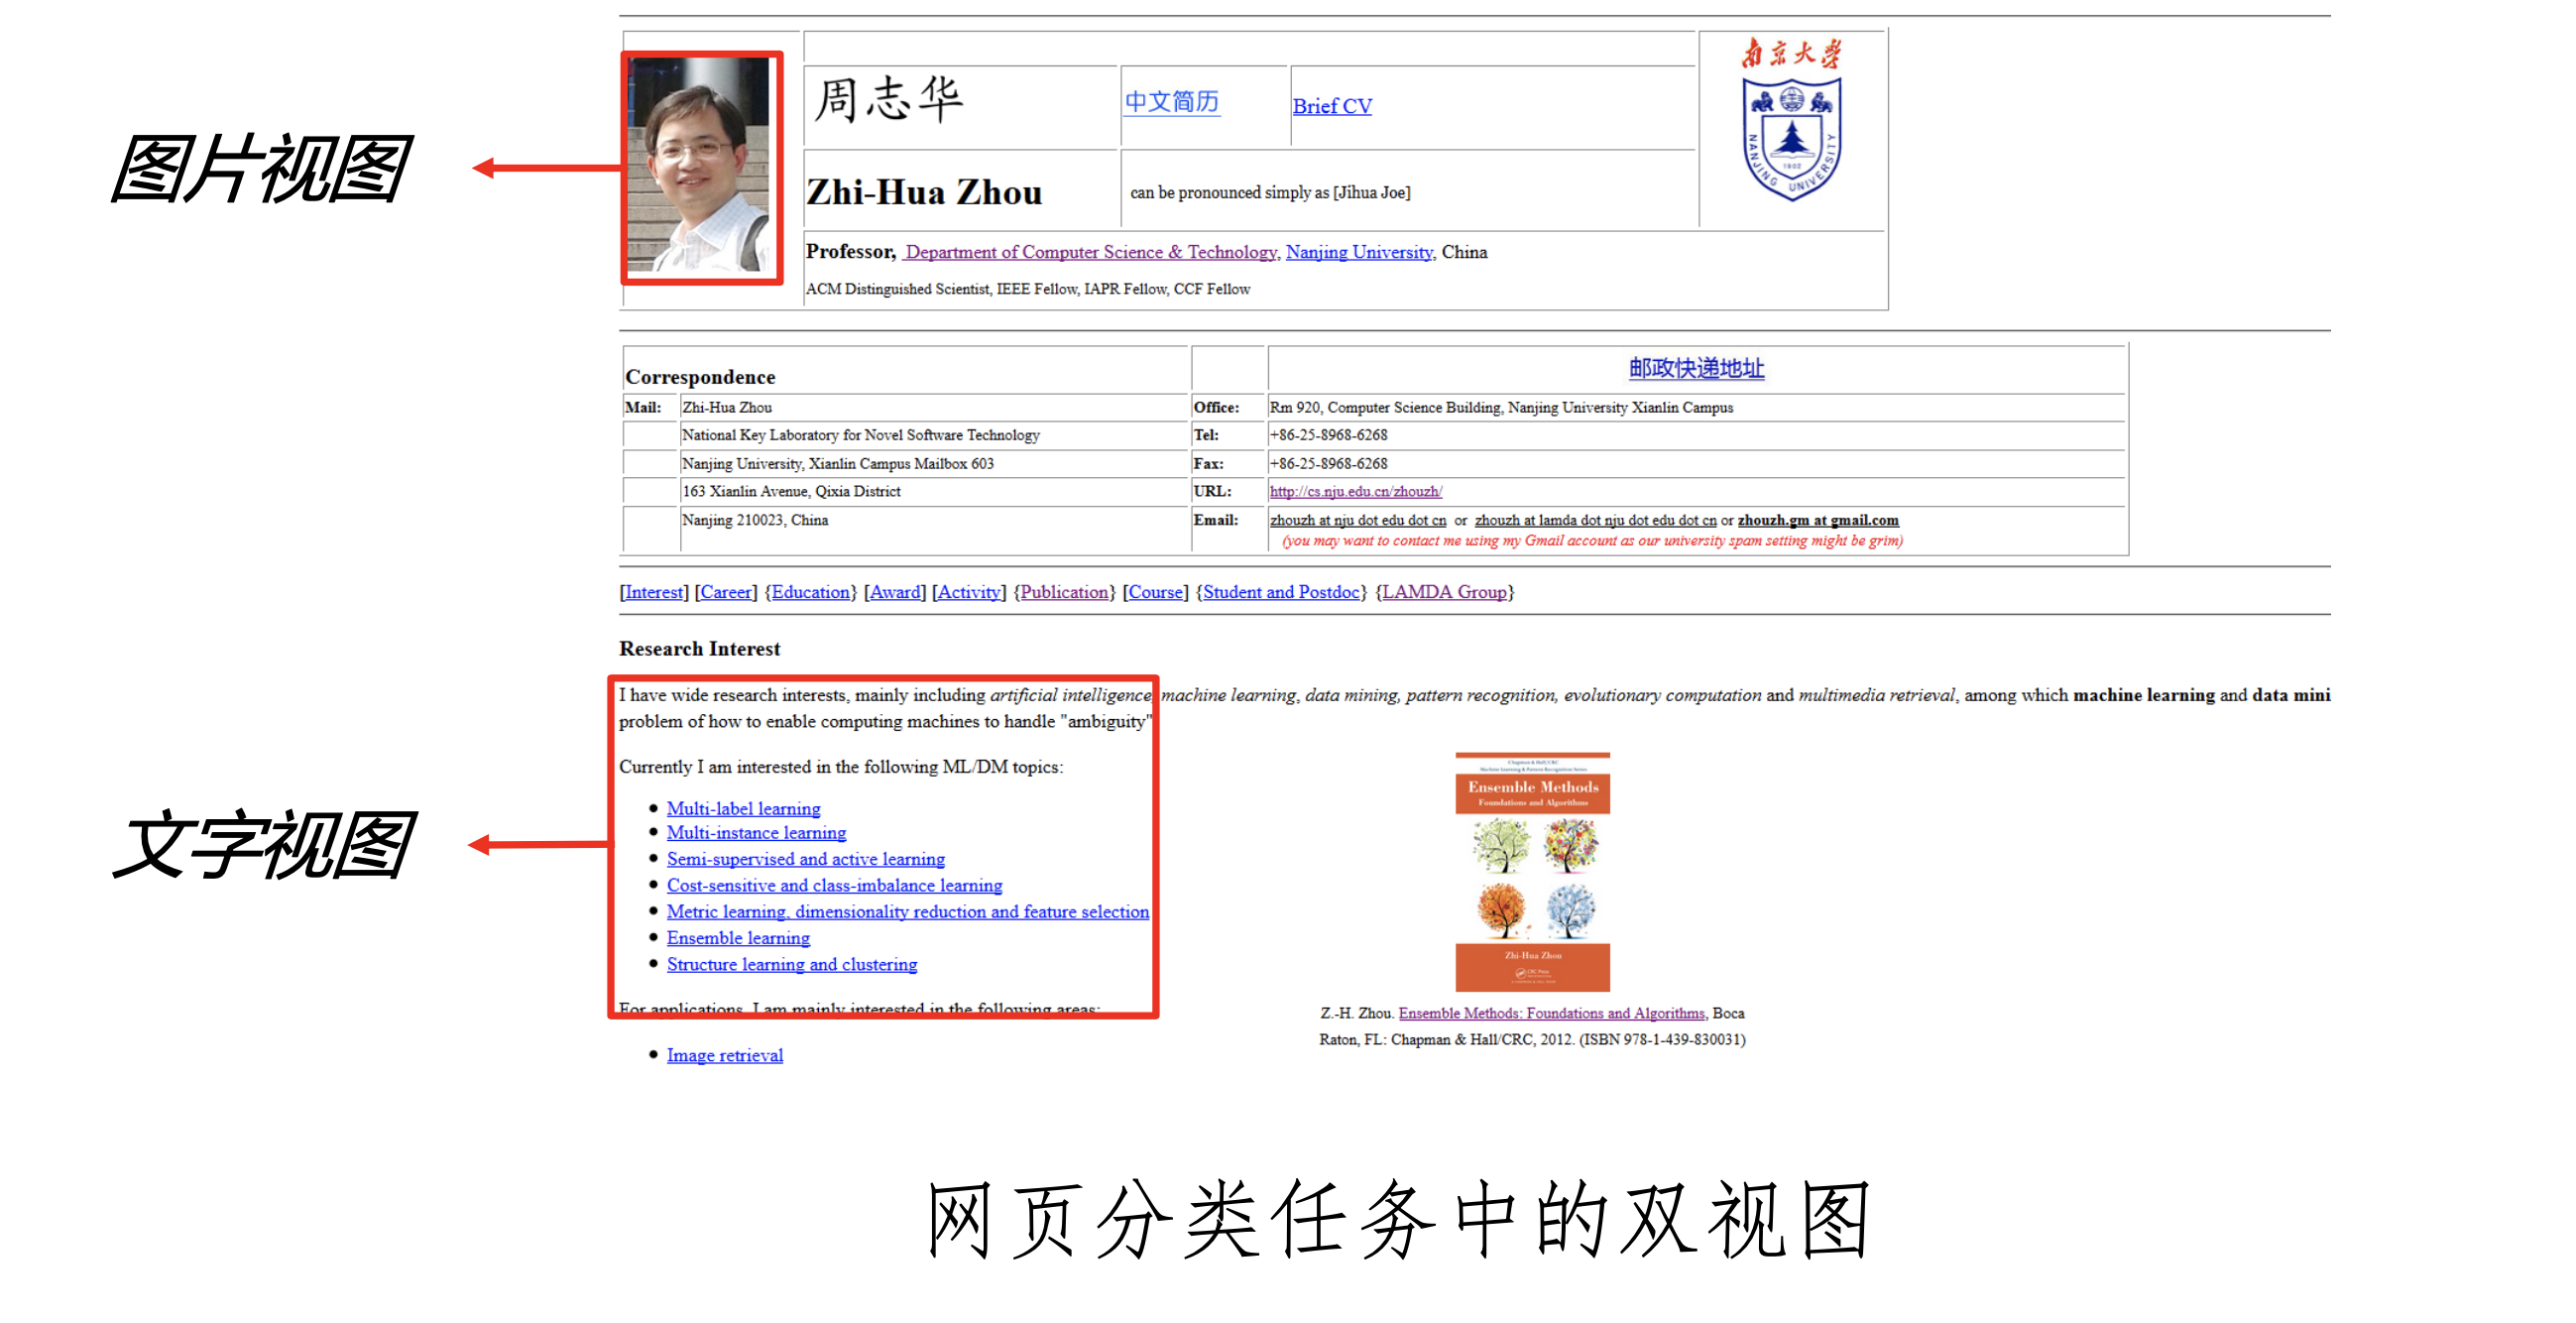 图片视图
周志华
中文简历
Brief CV
南京大学
NANJING UNIVERSITY
1902
Zhi-Hua Zhou
can be pronounced simply as [Jihua Joe]
Professor, Department of Computer Science & Technology, Nanjing University, China
ACM Distinguished Scientist, IEEE Fellow, IAPR Fellow, CCF Fellow
Correspondence
邮政快递地址
Mail: Zhi-Hua Zhou
Office: Rm 920, Computer Science Building, Nanjing University Xianlin Campus
National Key Laboratory for Novel Software Technology
Tel: +86-25-8968-6268
Nanjing University, Xianlin Campus Mailbox 603
Fax: +86-25-8968-6268
163 Xianlin Avenue, Qixia District
URL: http://cs.nju.edu.cn/zhouzh/
Nanjing 210023, China
Email: zhouzh at nju dot edu dot cn or zhouzh at lamda dot nju dot edu dot cn or zhouzh.gm at gmail.com
(you may want to contact me using my Gmail account as our university spam setting might be grim)
[Interest] [Career] {Education} [Award] [Activity] {Publication} [Course] {Student and Postdoc} {LAMDA Group}
Research Interest
I have wide research interests, mainly including artificial intelligence, machine learning, data mining, pattern recognition, evolutionary computation and multimedia retrieval, among which machine learning and data mini
problem of how to enable computing machines to handle "ambiguity"
文字视图
Currently I am interested in the following ML/DM topics:
Multi-label learning
Multi-instance learning
Semi-supervised and active learning
Cost-sensitive and class-imbalance learning
Metric learning, dimensionality reduction and feature selection
Ensemble learning
Structure learning and clustering
For applications, I am mainly interested in the following areas:
Image retrieval
Chapman & Hall/CRC
Machine Learning & Pattern Recognition Series
Ensemble Methods
Foundations and Algorithms
Zhi-Hua Zhou
CRC Press
Z.-H. Zhou. Ensemble Methods: Foundations and Algorithms, Boca
Raton, FL: Chapman & Hall/CRC, 2012. (ISBN 978-1-439-830031)
网页分类任务中的双视图